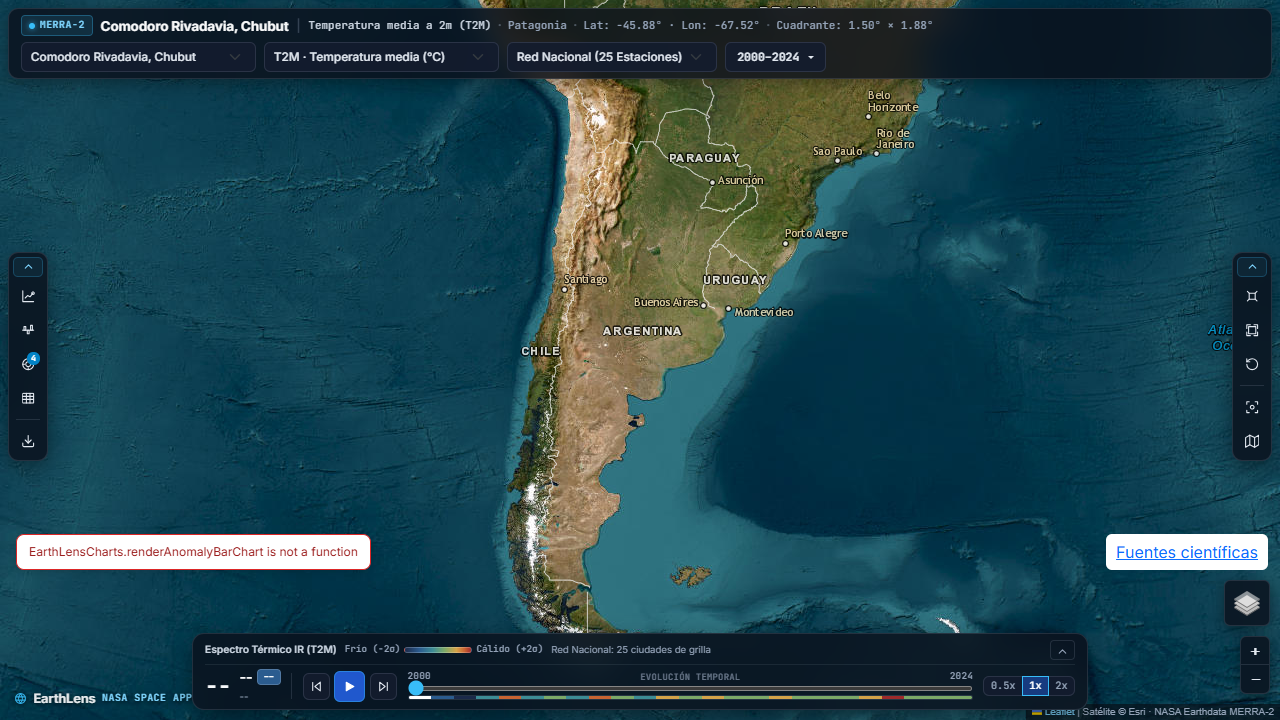 MERRA-2 Comodoro Rivadavia, Chubut Temperatura media a 2m (T2M) · Patagonia · Lat: -45.88° · Lon: -67.52° · Cuadrante: 1.50° × 1.88°
Comodoro Rivadavia, Chubut T2M · Temperatura media (°C) Red Nacional (25 Estaciones) 2000–2024
Belo
Horizonte
Rio de
Janeiro
Sao Paulo
PARAGUAY
Asunción
Porto Alegre
Santiago
URUGUAY
Buenos Aires
Montevideo
ARGENTINA
CHILE
4
EarthLensCharts.renderAnomalyBarChart is not a function
Fuentes científicas
Espectro Térmico IR (T2M) Frío (-2σ) Cálido (+2σ) Red Nacional: 25 ciudades de grilla
-- -- -- --
2000 EVOLUCIÓN TEMPORAL 2024
0.5x 1x 2x
+
−
EarthLens NASA SPACE APP
Leaflet | Satélite © Esri · NASA Earthdata MERRA-2